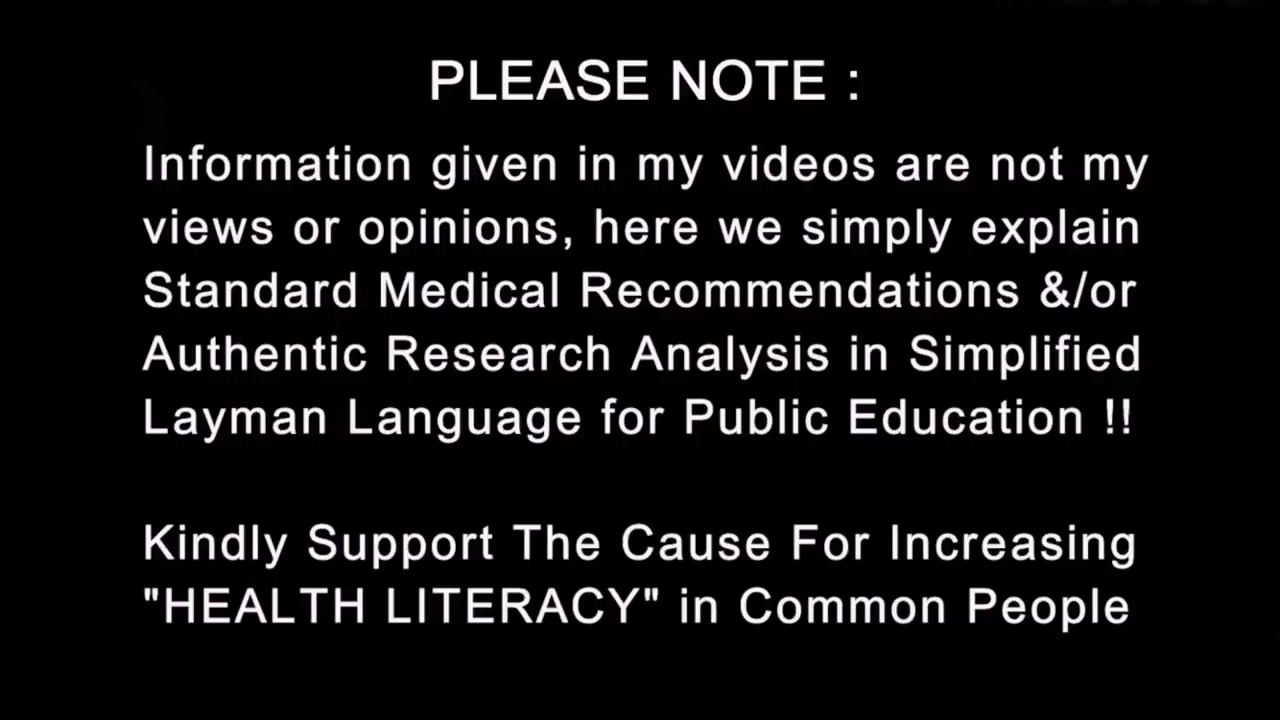 PLEASE NOTE :
Information given in my videos are not my
views or opinions, here we simply explain
Standard Medical Recommendations &/or
Authentic Research Analysis in Simplified
Layman Language for Public Education !!
Kindly Support The Cause For Increasing
"HEALTH LITERACY" in Common People